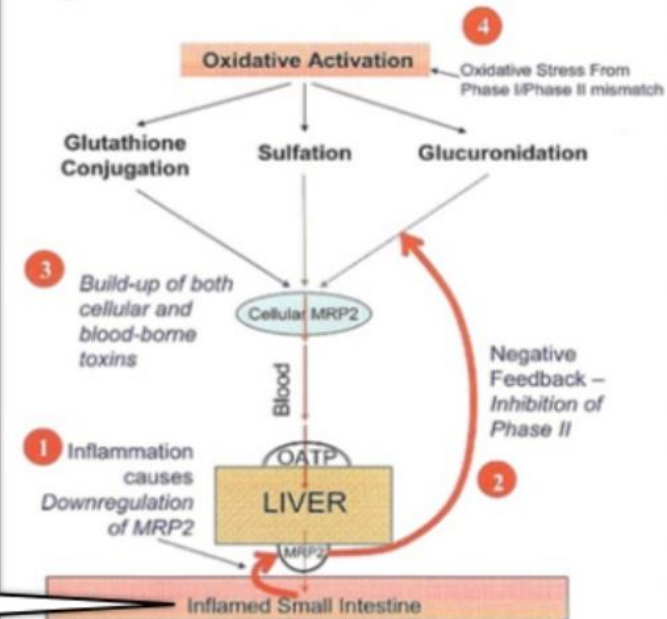 4
Oxidative Activation
Oxidative Stress From
Phase I/Phase II mismatch
Glutathione
Conjugation
Sulfation
Glucuronidation
3
Build-up of both
cellular and
blood-borne
toxins
Cellular MRP2
Blood
Negative
Feedback –
Inhibition of
Phase II
2
1
Inflammation
causes
Downregulation
of MRP2
OATP
LIVER
MRP2
Inflamed Small Intestine